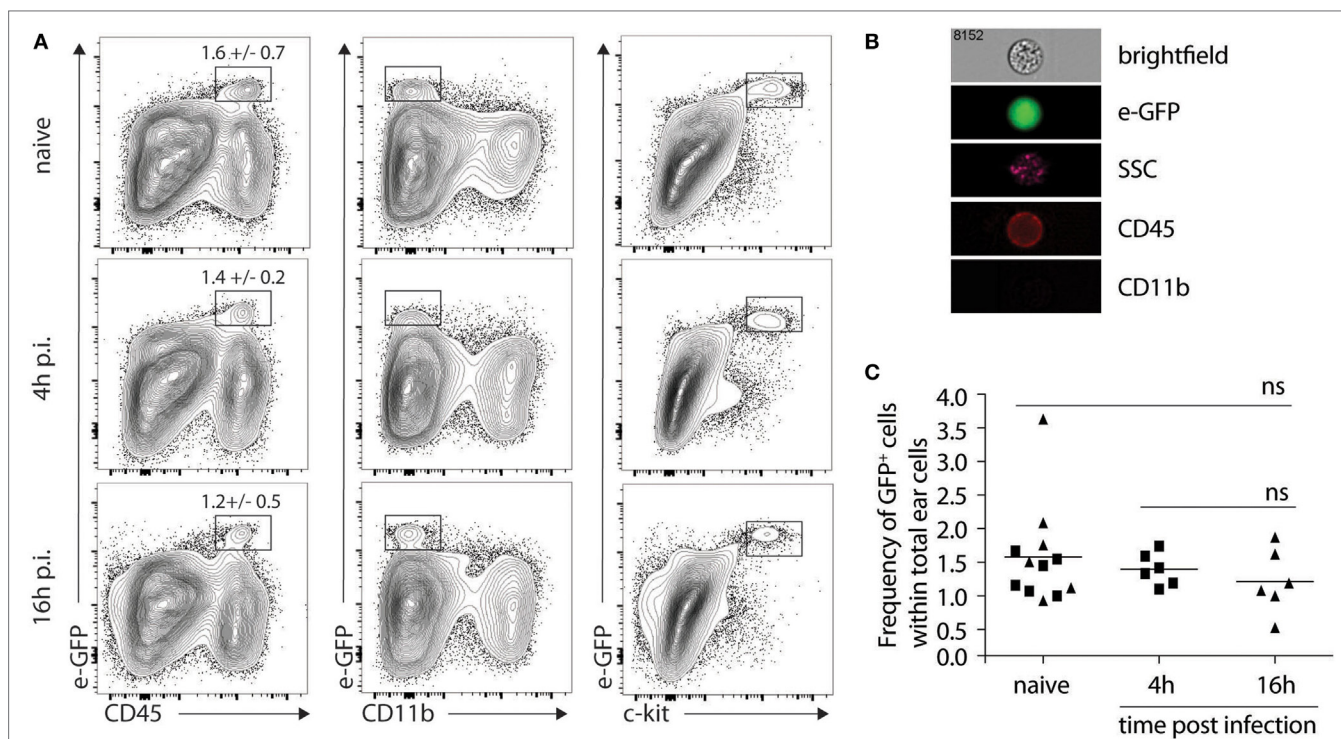 A
naive
1.6 +/- 0.7
4h p.i.
1.4 +/- 0.2
16h p.i.
1.2+/- 0.5
e-GFP
e-GFP
e-GFP
CD45
CD11b
c-kit
B
8152
brightfield
e-GFP
SSC
CD45
CD11b
C
Frequency of GFP⁺ cells
within total ear cells
4.0
3.5
3.0
2.5
2.0
1.5
1.0
0.5
0.0
ns
ns
naive
4h
16h
time post infection